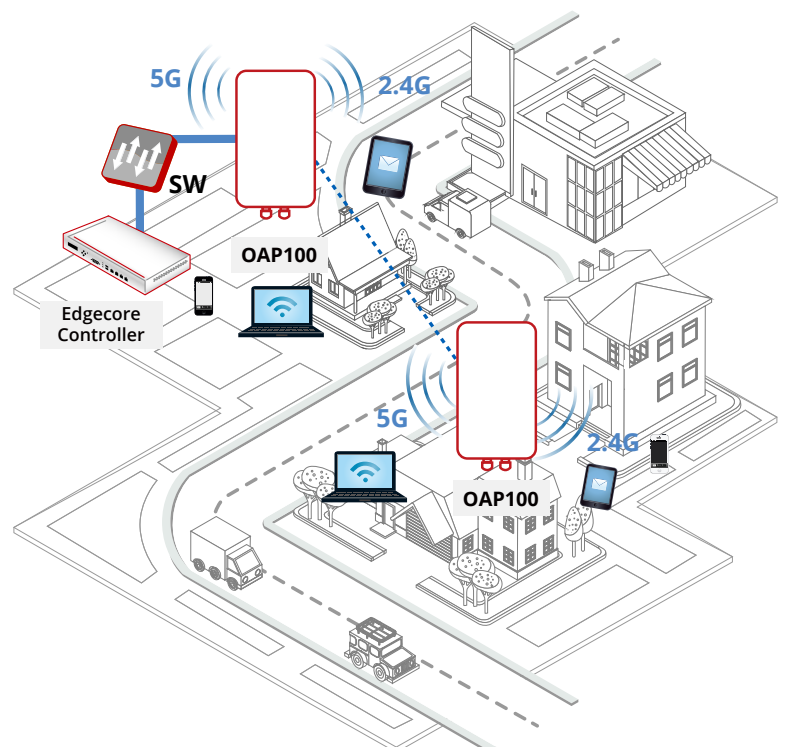 5G
2.4G
SW
OAP100
Edgecore
Controller
5G
2.4G
OAP100